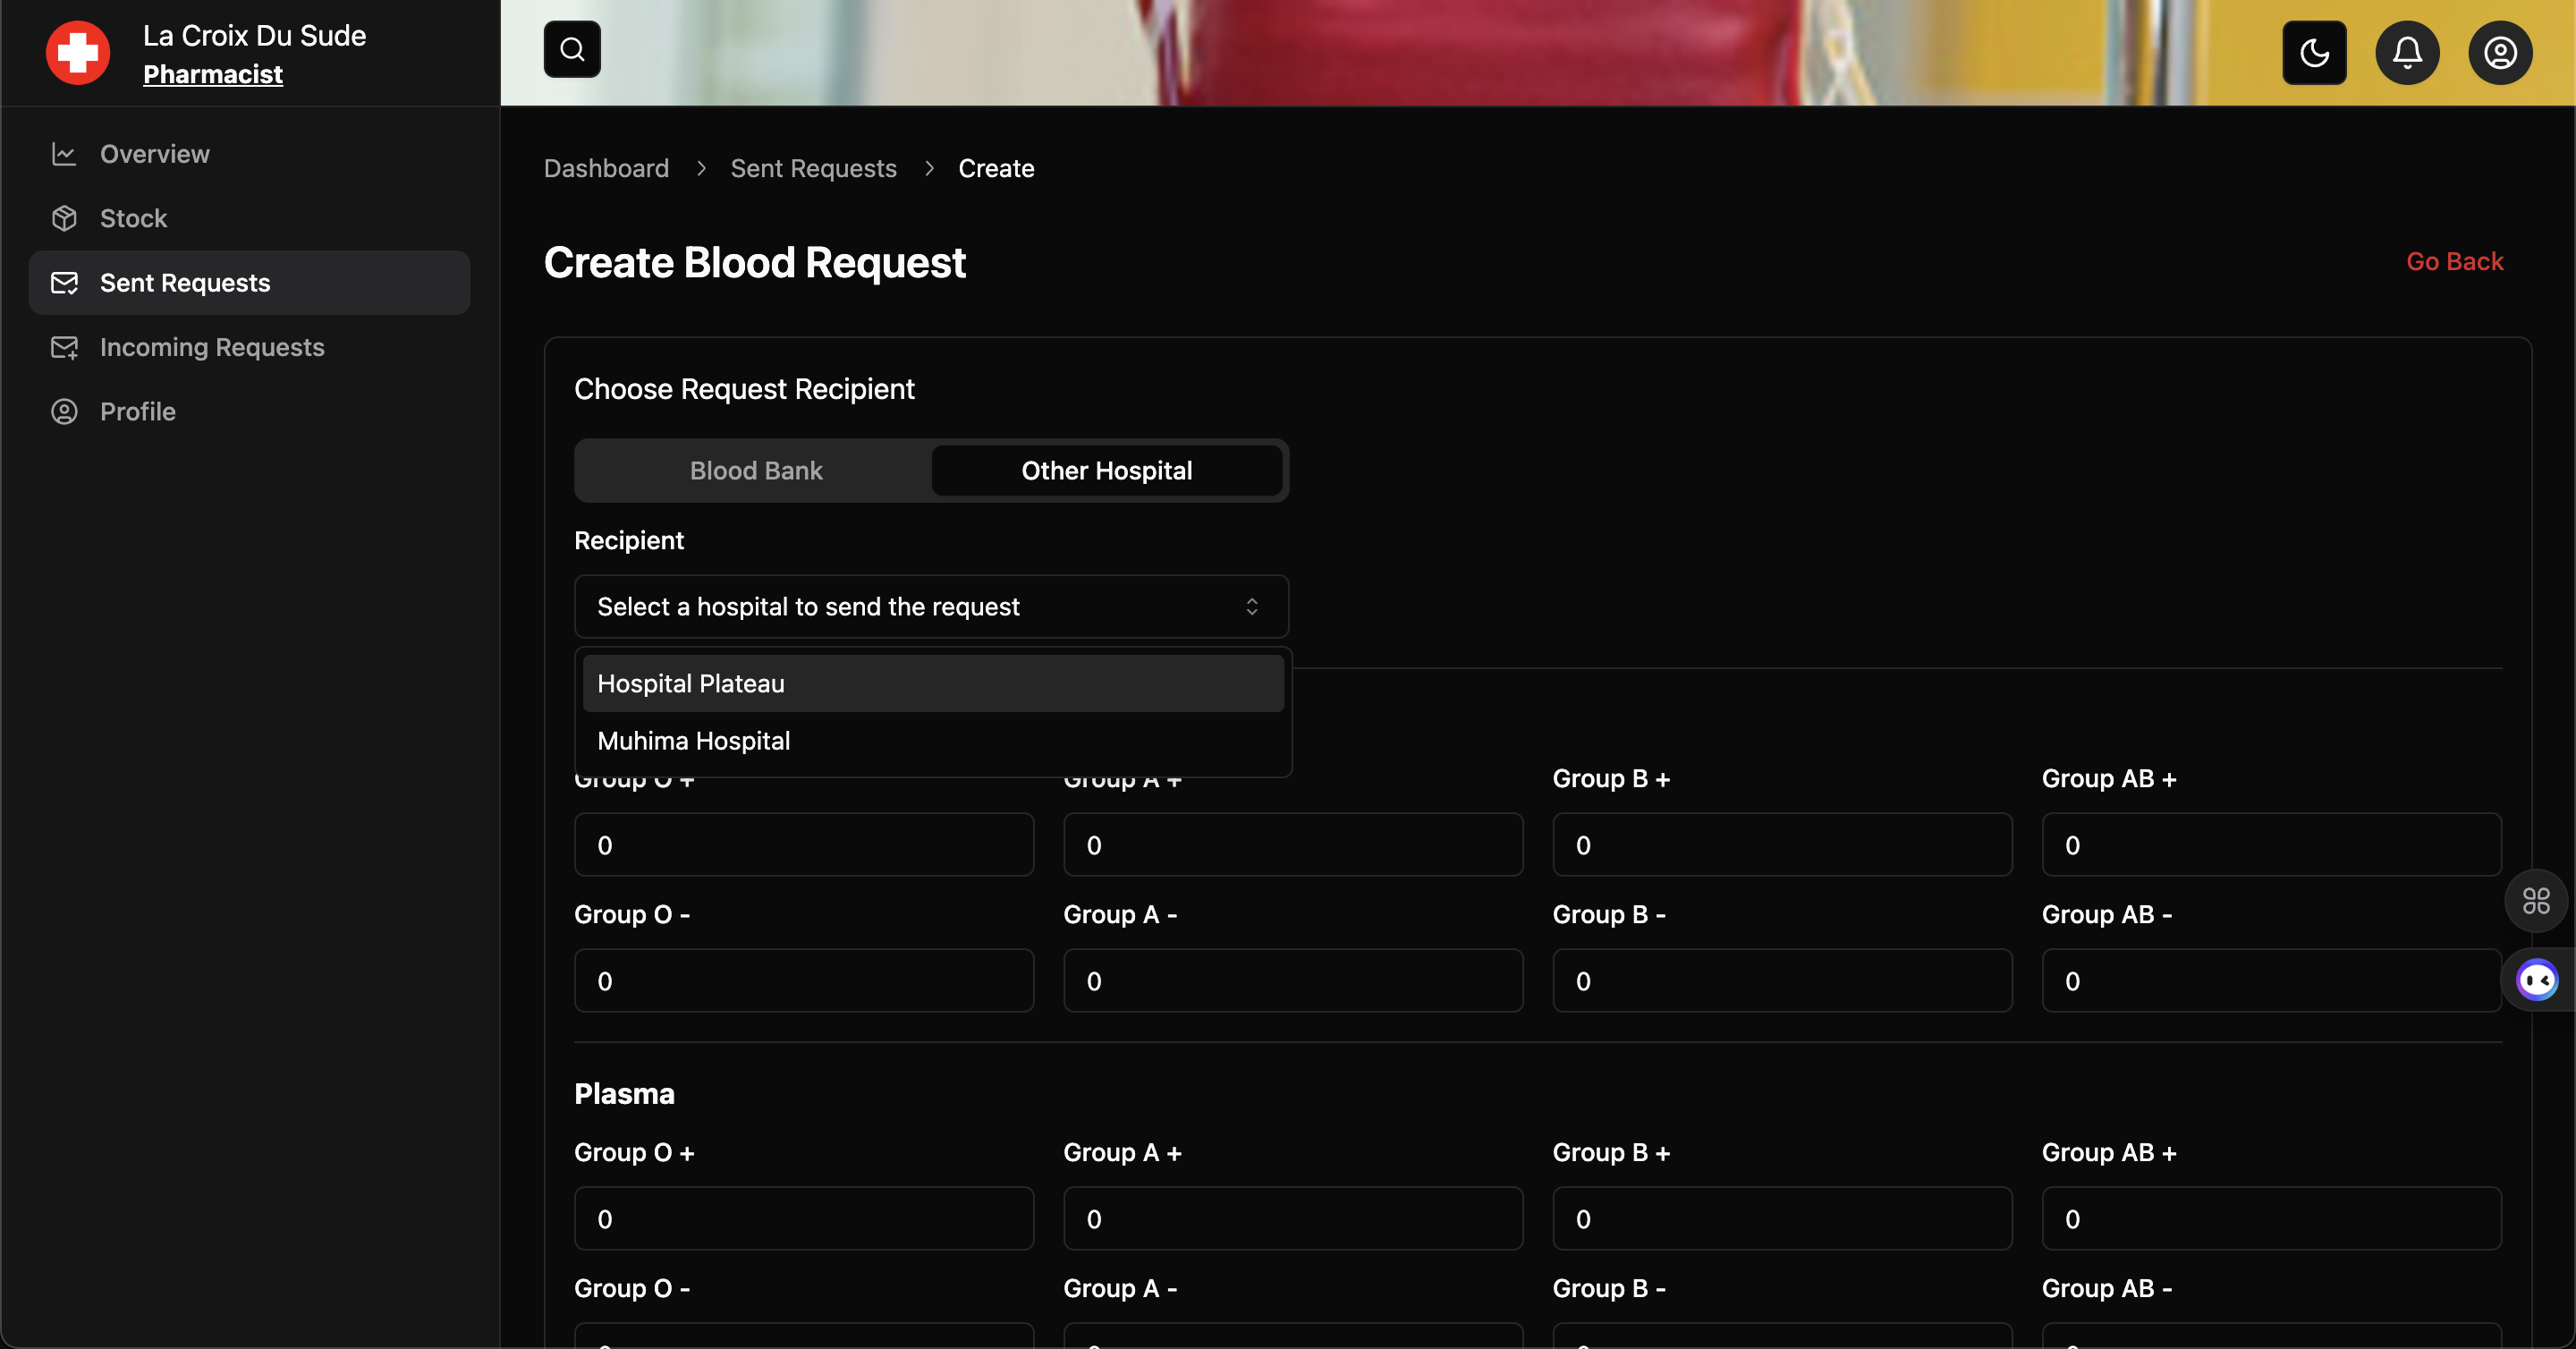 La Croix Du Sude
Pharmacist
Overview
Stock
Sent Requests
Incoming Requests
Profile
Dashboard > Sent Requests > Create
Create Blood Request
Go Back
Choose Request Recipient
Blood Bank Other Hospital
Recipient
Select a hospital to send the request
Hospital Plateau
Muhima Hospital
Group O + Group A + Group B + Group AB +
0 0 0 0
Group O - Group A - Group B - Group AB -
0 0 0 0
Plasma
Group O + Group A + Group B + Group AB +
0 0 0 0
Group O - Group A - Group B - Group AB -